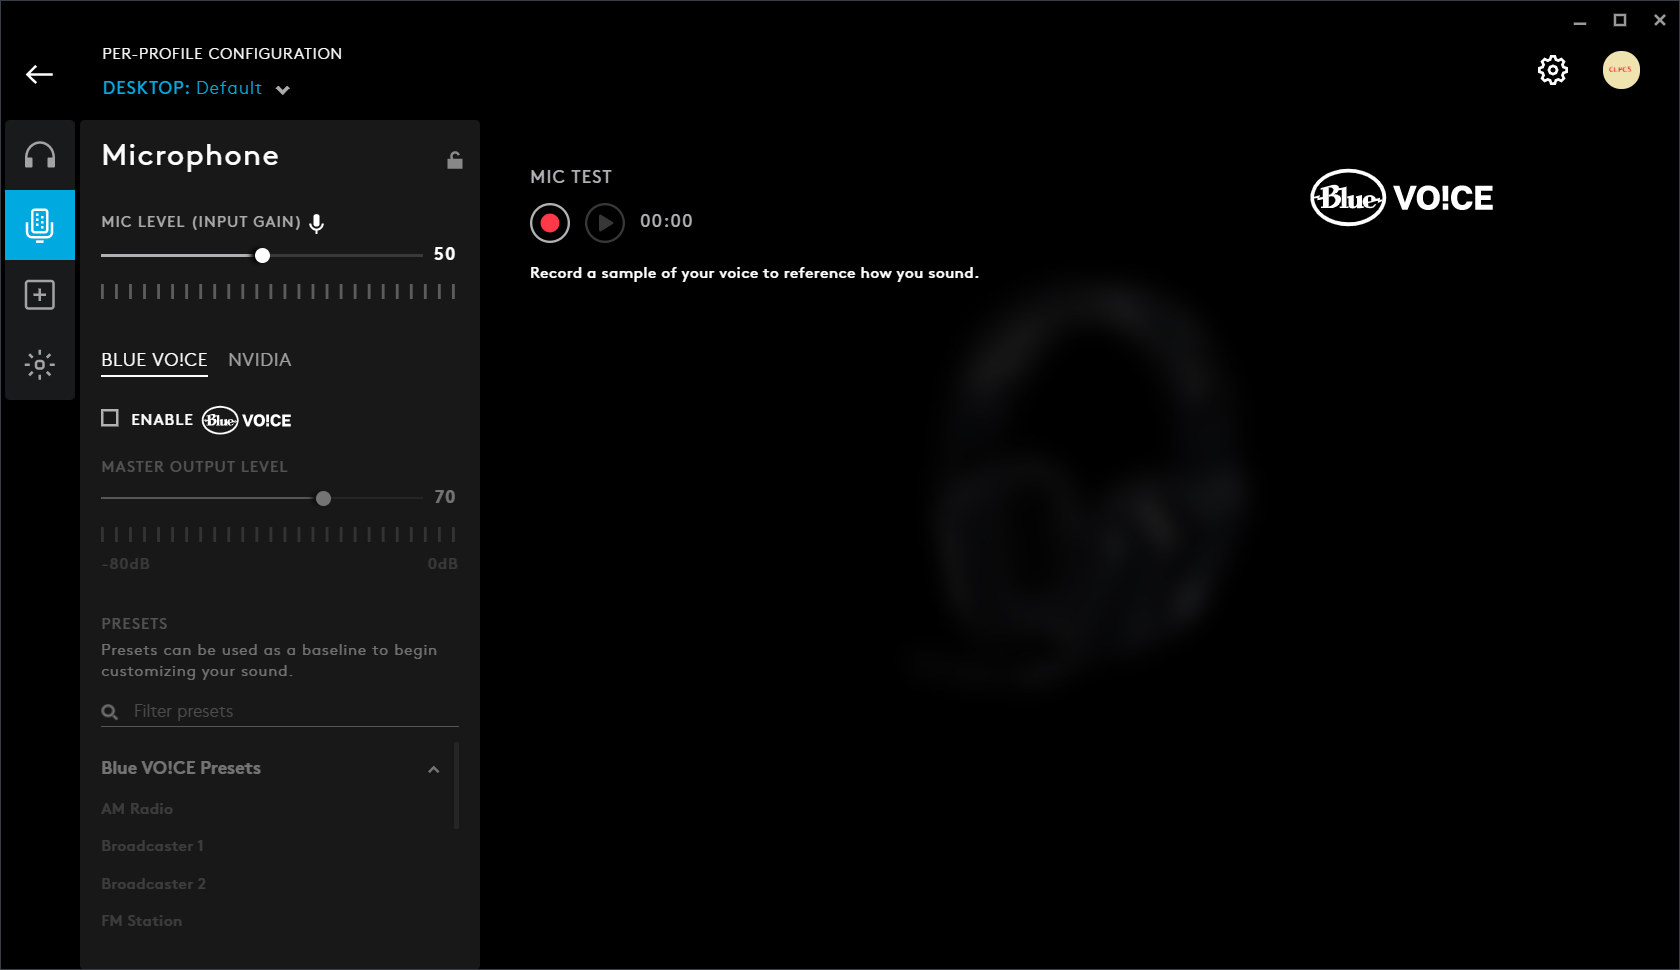 PER-PROFILE CONFIGURATION
DESKTOP: Default
CLPCS
Microphone
MIC LEVEL (INPUT GAIN)
50
BLUE VO!CE NVIDIA
ENABLE Blue VO!CE
MASTER OUTPUT LEVEL
70
-80dB 0dB
PRESETS
Presets can be used as a baseline to begin
customizing your sound.
Filter presets
Blue VO!CE Presets
AM Radio
Broadcaster 1
Broadcaster 2
FM Station
MIC TEST
00:00
Record a sample of your voice to reference how you sound.
Blue VO!CE